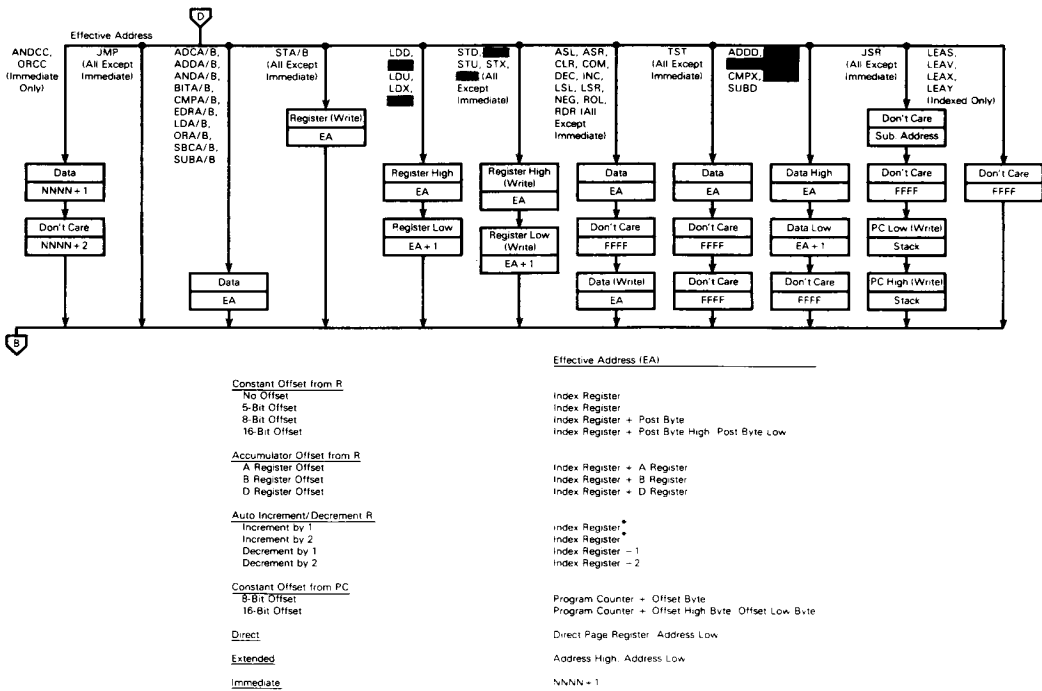 D
Effective Address
ANDCC,
ORCC
(Immediate
Only)
Data
NNNN + 1
Don't Care
NNNN + 2
JMP
(All Except
Immediate)
ADCA/B,
ADDA/B,
ANDA/B,
BITA/B,
CMPA/B,
EDRA/B,
LDA/B,
ORA/B,
SBCA/B,
SUBA/B
Data
EA
STA/B
(All Except
Immediate)
Register (Write)
EA
LDD,
LDU,
LDX,
Register High
EA
Register Low
EA + 1
STD,
STU, STX,
(All
Except
Immediate)
Register High
(Write)
EA
Register Low
(Write)
EA + 1
ASL, ASR,
CLR, COM,
DEC, INC,
LSL, LSR,
NEG, ROL,
RDR (All
Except
Immediate)
Data
EA
Don't Care
FFFF
Data (Write)
EA
TST
(All Except
Immediate)
Data
EA
Don't Care
FFFF
Don't Care
FFFF
ADDD,
CMPX,
SUBD
Data High
EA
Data Low
EA + 1
Don't Care
FFFF
JSR
(All Except
Immediate)
Don't Care
Sub. Address
Don't Care
FFFF
PC Low (Write)
Stack
PC High (Write)
Stack
LEAS,
LEAV,
LEAX,
LEAY
(Indexed Only)
Don't Care
FFFF
B
Effective Address (EA)
Constant Offset from R
No Offset Index Register
5-Bit Offset Index Register
8-Bit Offset Index Register + Post Byte
16-Bit Offset Index Register + Post Byte High Post Byte Low
Accumulator Offset from R
A Register Offset Index Register + A Register
B Register Offset Index Register + B Register
D Register Offset Index Register + D Register
Auto Increment/Decrement R
Increment by 1 Index Register*
Increment by 2 Index Register*
Decrement by 1 Index Register − 1
Decrement by 2 Index Register − 2
Constant Offset from PC
8-Bit Offset Program Counter + Offset Byte
16-Bit Offset Program Counter + Offset High Byte Offset Low Byte
Direct Direct Page Register Address Low
Extended Address High. Address Low
Immediate NNNN + 1